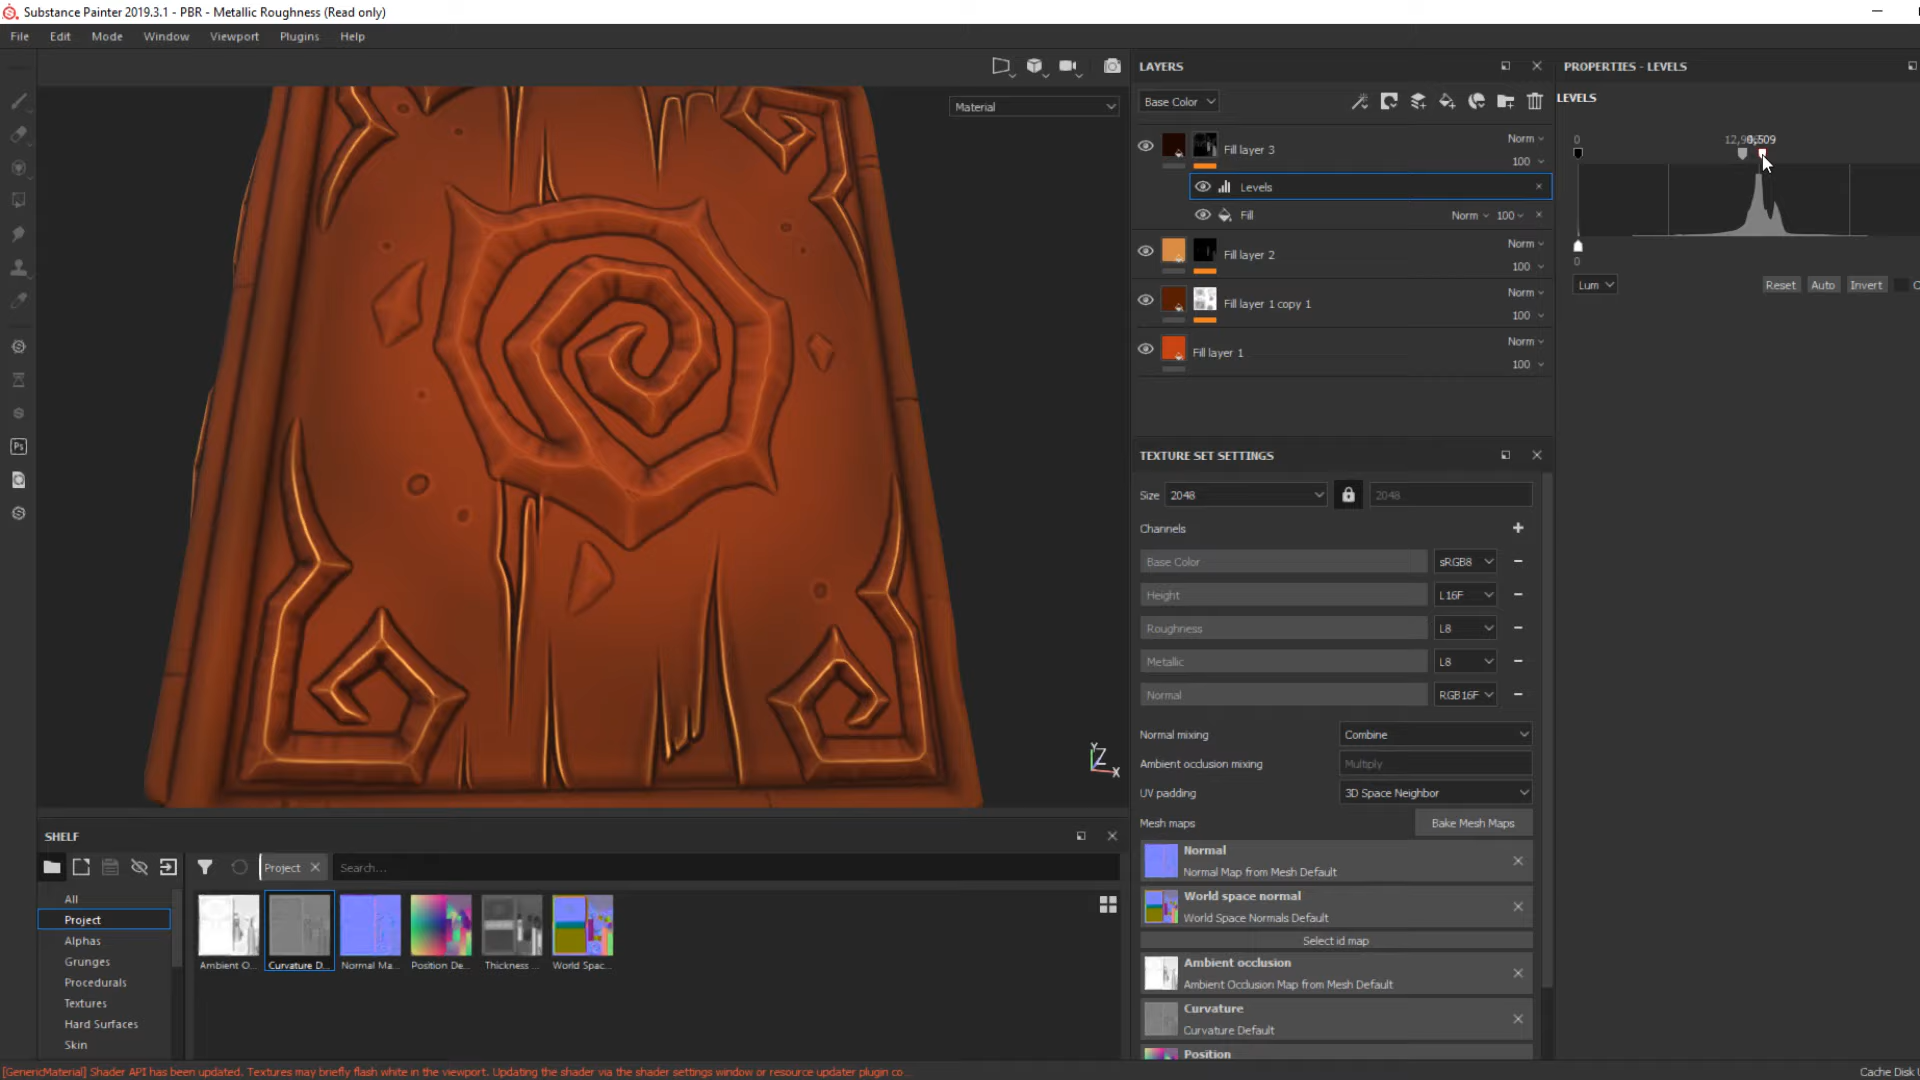 Substance Painter 2019.3.1 - PBR - Metallic Roughness (Read only)
File Edit Mode Window Viewport Plugins Help
Material
LAYERS
Base Color
Fill layer 3
Norm
100
Levels
Fill
Norm 100
Fill layer 2
Norm
100
Fill layer 1 copy 1
Norm
100
Fill layer 1
Norm
100
PROPERTIES - LEVELS
LEVELS
0
0
Lum
Reset Auto Invert
TEXTURE SET SETTINGS
Size 2048 2048
Channels
Base Color sRGB8
Height L16F
Roughness L8
Metallic L8
Normal RGB16F
Normal mixing Combine
Ambient occlusion mixing Multiply
UV padding 3D Space Neighbor
Mesh maps Bake Mesh Maps
Normal
Normal Map from Mesh Default
World space normal
World Space Normals Default
Select id map
Ambient occlusion
Ambient Occlusion Map from Mesh Default
Curvature
Curvature Default
Position
Y
Z
X
Ps
SHELF
Project Search...
All
Project
Alphas
Grunges
Procedurals
Textures
Hard Surfaces
Skin
Ambient O... Curvature D... Normal Ma... Position De... Thickness ... World Spac...
[GenericMaterial] Shader API has been updated. Textures may briefly flash white in the viewport. Updating the shader via the shader settings window or resource updater plugin co...
Cache Disk